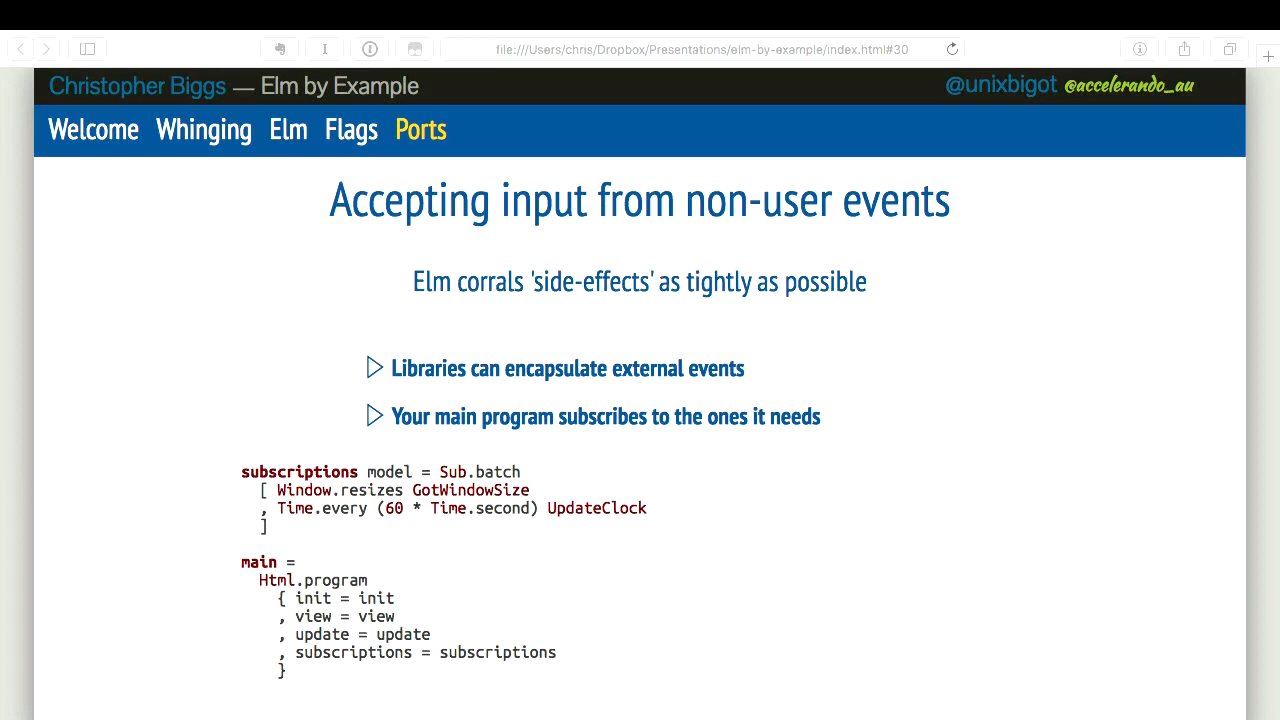 file:///Users/chris/Dropbox/Presentations/elm-by-example/index.html#30
Christopher Biggs — Elm by Example
@unixbigot @accelerando_au
Welcome Whinging Elm Flags Ports
Accepting input from non-user events
Elm corrals 'side-effects' as tightly as possible
Libraries can encapsulate external events
Your main program subscribes to the ones it needs
subscriptions model = Sub.batch
[ Window.resizes GotWindowSize
, Time.every (60 * Time.second) UpdateClock
]
main =
Html.program
{ init = init
, view = view
, update = update
, subscriptions = subscriptions
}